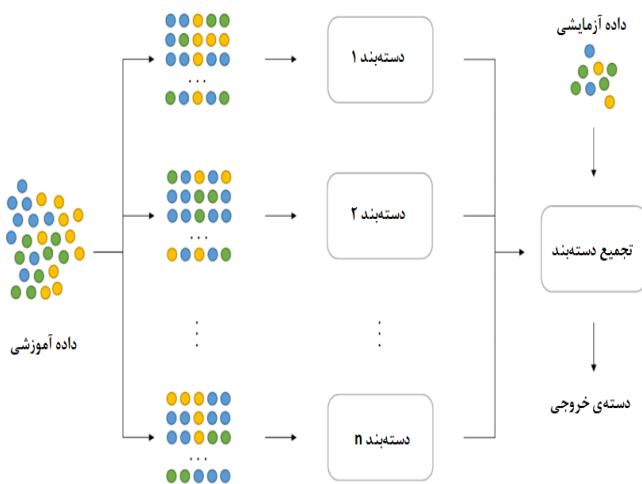 داده آزمایشی
دسته‌بند ۱
...
دسته‌بند ۲
...
تجمیع دسته‌بند
داده آموزشی
دسته‌ی خروجی
دسته‌بند n
...